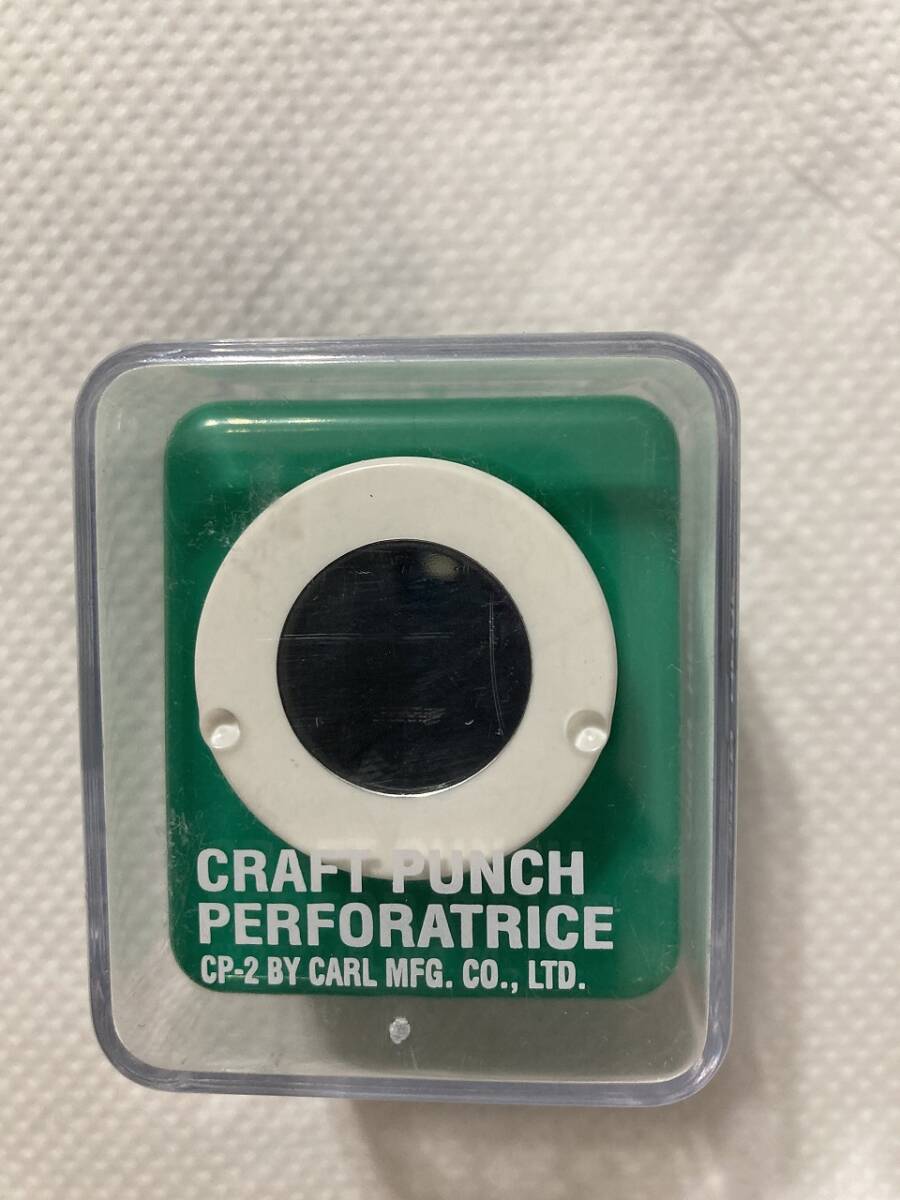 CRAFT PUNCH
PERFORATRICE
CP-2 BY CARL MFG. CO., LTD.